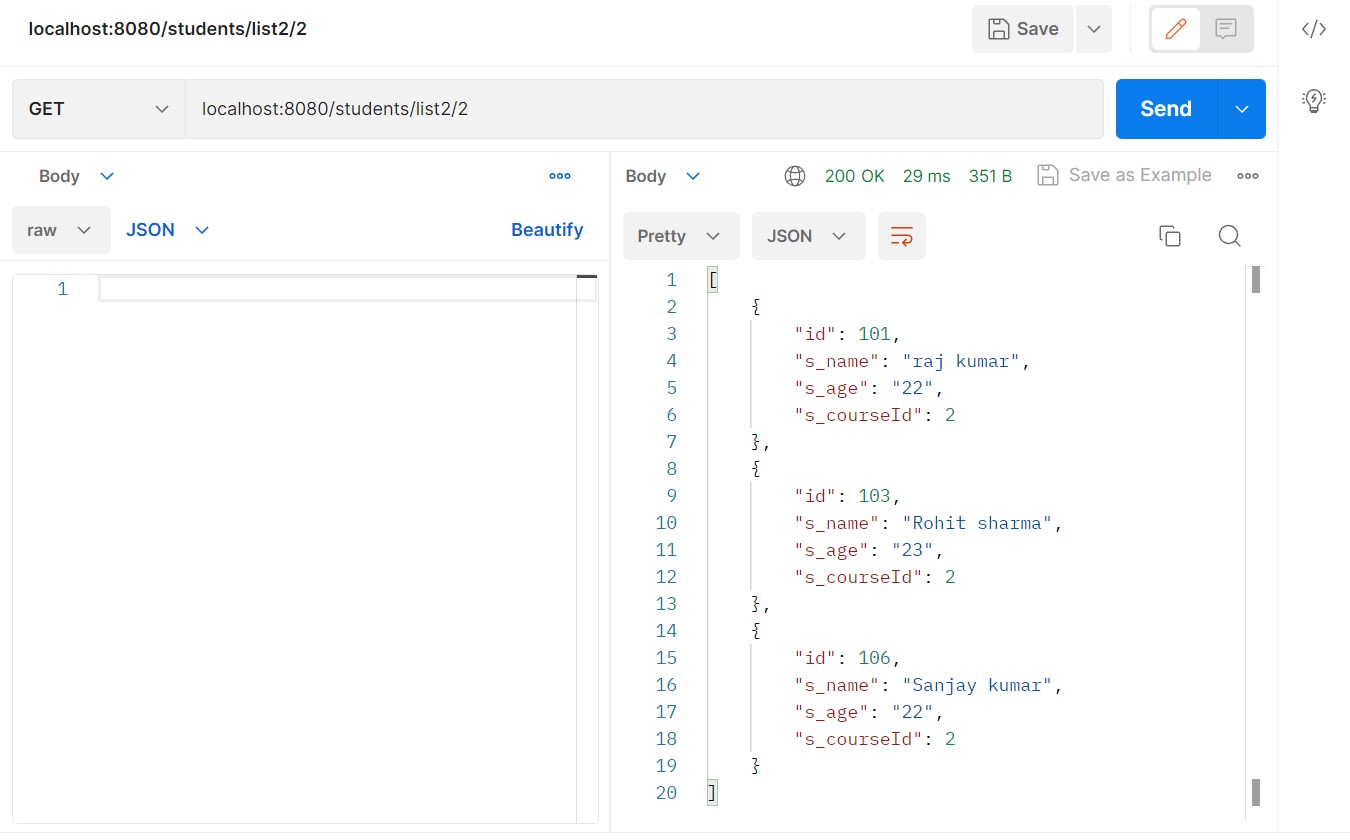 localhost:8080/students/list2/2
Save
GET
localhost:8080/students/list2/2
Send
Body
Body
200 OK 29 ms 351 B
Save as Example
raw
JSON
Beautify
Pretty
JSON
1
1 [
2 {
3 "id": 101,
4 "s_name": "raj kumar",
5 "s_age": "22",
6 "s_courseId": 2
7 },
8 {
9 "id": 103,
10 "s_name": "Rohit sharma",
11 "s_age": "23",
12 "s_courseId": 2
13 },
14 {
15 "id": 106,
16 "s_name": "Sanjay kumar",
17 "s_age": "22",
18 "s_courseId": 2
19 }
20 ]